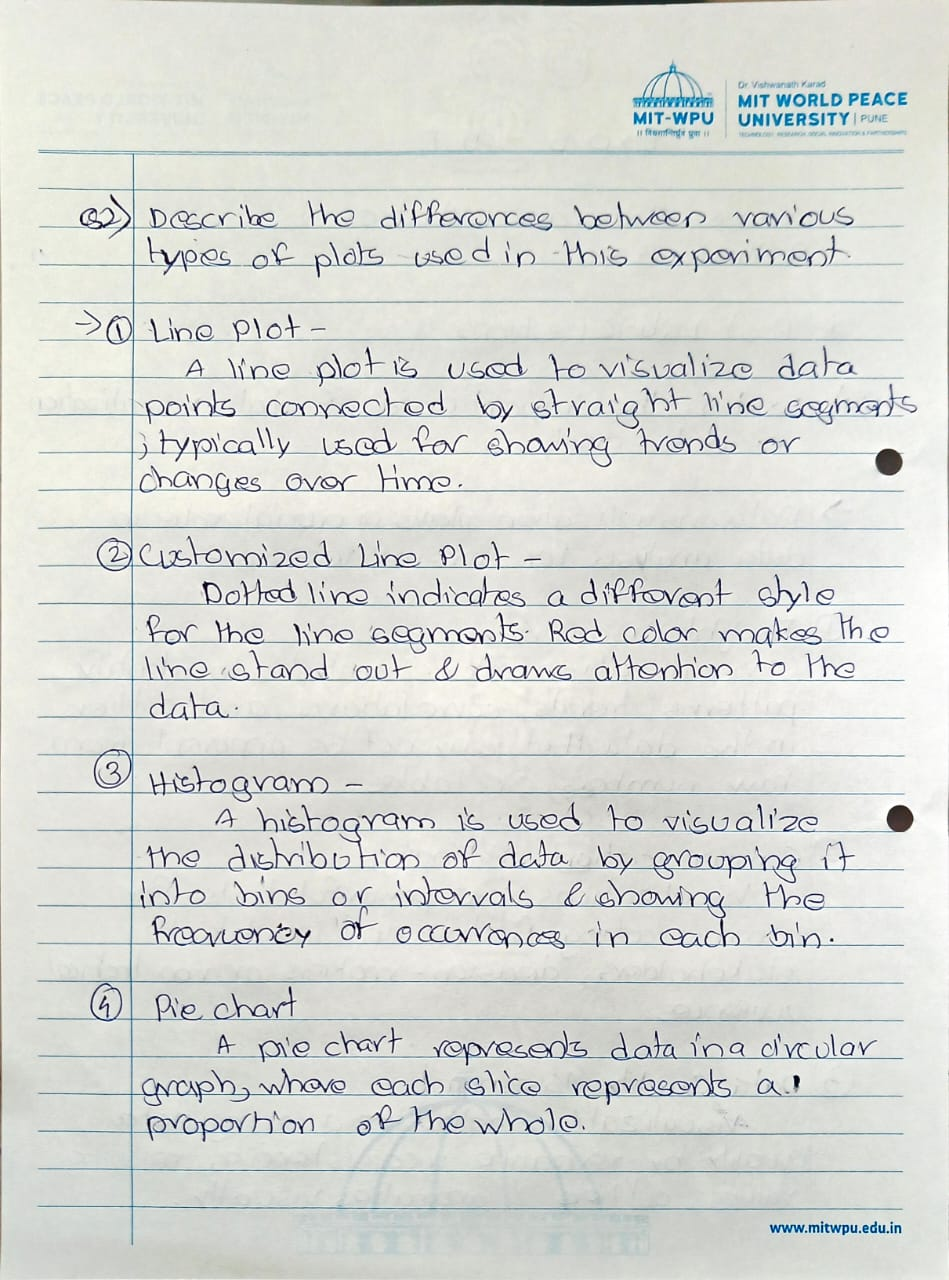 Dr. Vishwanath Karad
MIT WORLD PEACE
UNIVERSITY | PUNE
TECHNOLOGY, RESEARCH, SOCIAL INNOVATION & PARTNERSHIPS
MIT-WPU
॥ विश्वशान्तिर्ध्रुवं ध्रुवा ॥
Q2) Describe the differences between various
types of plots used in this experiment.
→ ① Line Plot -
A line plot is used to visualize data
points connected by straight line segments
, typically used for showing trends or
changes over time.
② Customized Line Plot -
Dotted line indicates a different style
for the line segments. Red color makes the
line stand out & draws attention to the
data.
③ Histogram -
A histogram is used to visualize
the distribution of data by grouping it
into bins or intervals & showing the
frequency of occurrences in each bin.
④ Pie chart
A pie chart represents data in a circular
graph, where each slice represents a
proportion of the whole.
www.mitwpu.edu.in